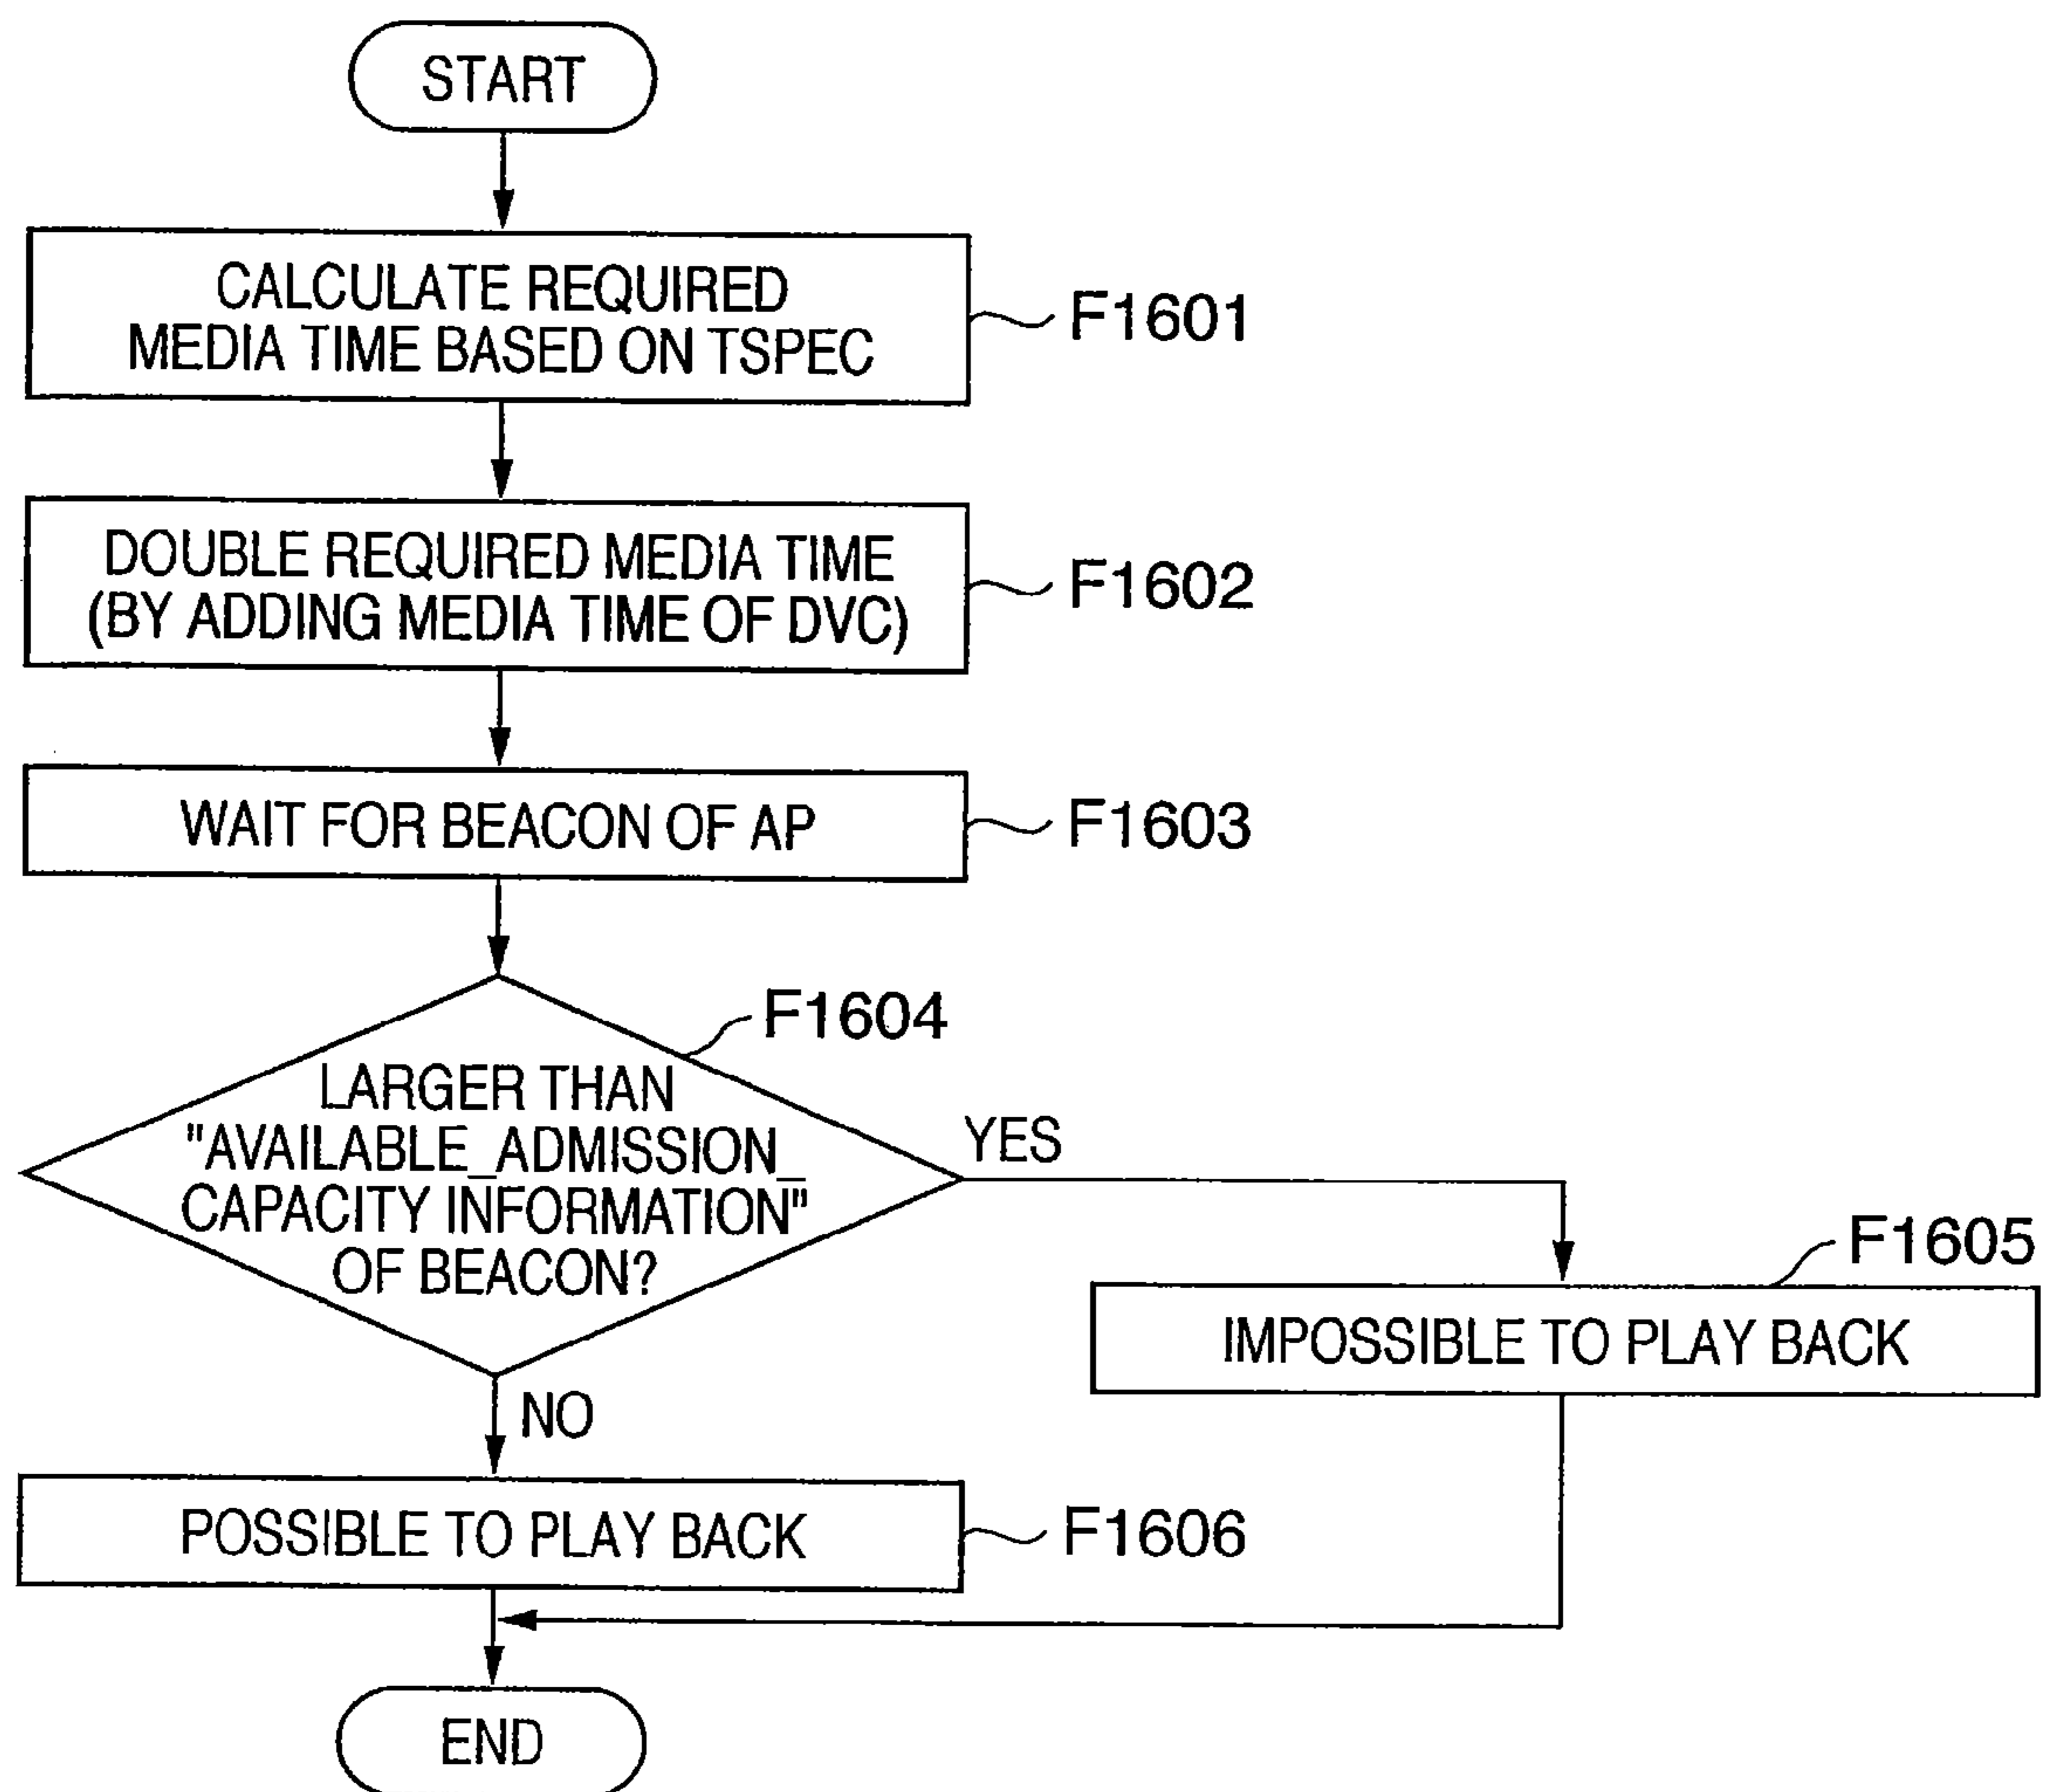 START
CALCULATE REQUIRED
MEDIA TIME BASED ON TSPEC
F1601
DOUBLE REQUIRED MEDIA TIME
(BY ADDING MEDIA TIME OF DVC)
F1602
WAIT FOR BEACON OF AP
F1603
F1604
LARGER THAN
"AVAILABLE_ADMISSION_
CAPACITY INFORMATION"
OF BEACON?
YES
F1605
IMPOSSIBLE TO PLAY BACK
NO
POSSIBLE TO PLAY BACK
F1606
END